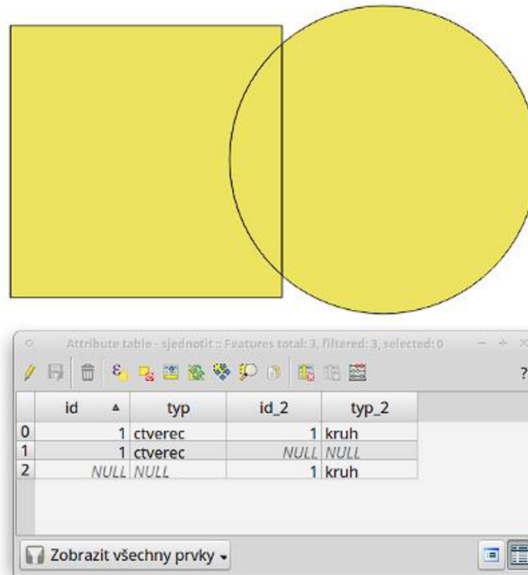 Attribute table - sjednotit :: Features total: 3, filtered: 3, selected: 0
?
id typ id_2 typ_2
0 1 ctverec 1 kruh
1 1 ctverec NULL NULL
2 NULL NULL 1 kruh
Zobrazit všechny prvky